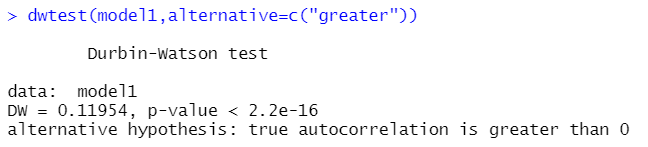 > dwtest(model1,alternative=c("greater"))
Durbin-Watson test
data:  model1
DW = 0.11954, p-value < 2.2e-16
alternative hypothesis: true autocorrelation is greater than 0